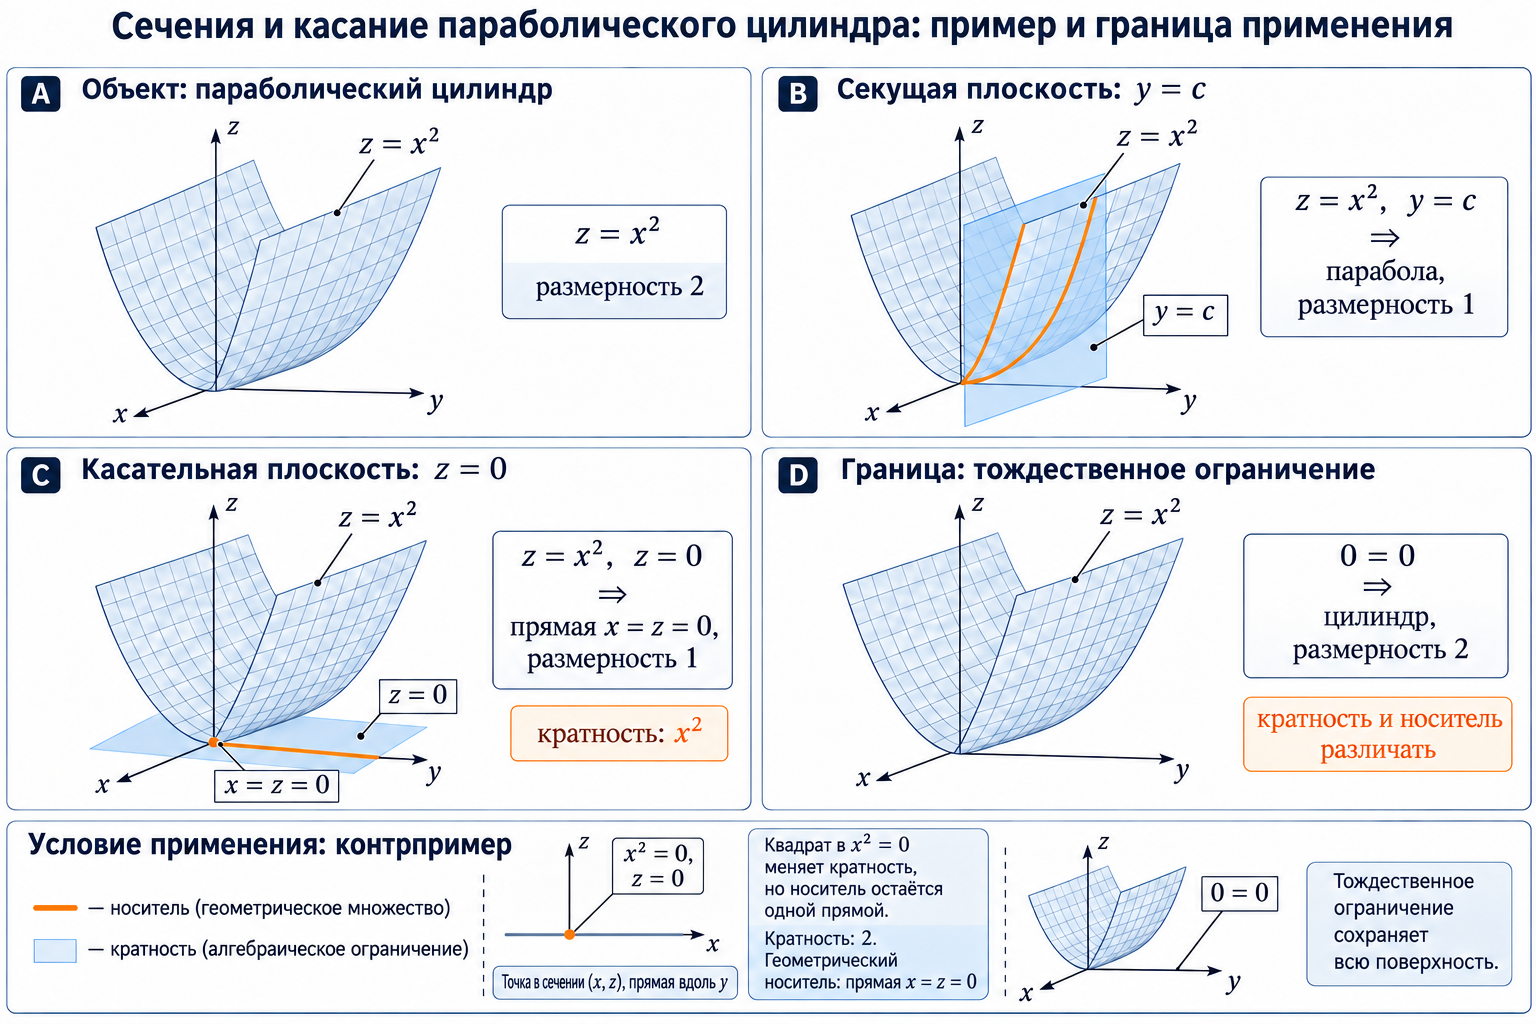 Сечения и касание параболического цилиндра: пример и граница применения
A Объект: параболический цилиндр
z
z = x²
x
y
z = x²
размерность 2
B Секущая плоскость: y = c
z
z = x²
y = c
x
y
z = x², y = c
⇒
парабола,
размерность 1
C Касательная плоскость: z = 0
z
z = x²
z = 0
x
y
x = z = 0
z = x², z = 0
⇒
прямая x = z = 0,
размерность 1
кратность: x²
D Граница: тождественное ограничение
z
z = x²
x
y
0 = 0
⇒
цилиндр,
размерность 2
кратность и носитель
различать
Условие применения: контрпример
— носитель (геометрическое множество)
— кратность (алгебраическое ограничение)
z
x² = 0,
z = 0
x
Точка в сечении (x, z), прямая вдоль y
Квадрат в x² = 0
меняет кратность,
но носитель остаётся
одной прямой.
Кратность: 2.
Геометрический
носитель: прямая x = z = 0
z
0 = 0
x
y
Тождественное
ограничение
сохраняет
всю поверхность.